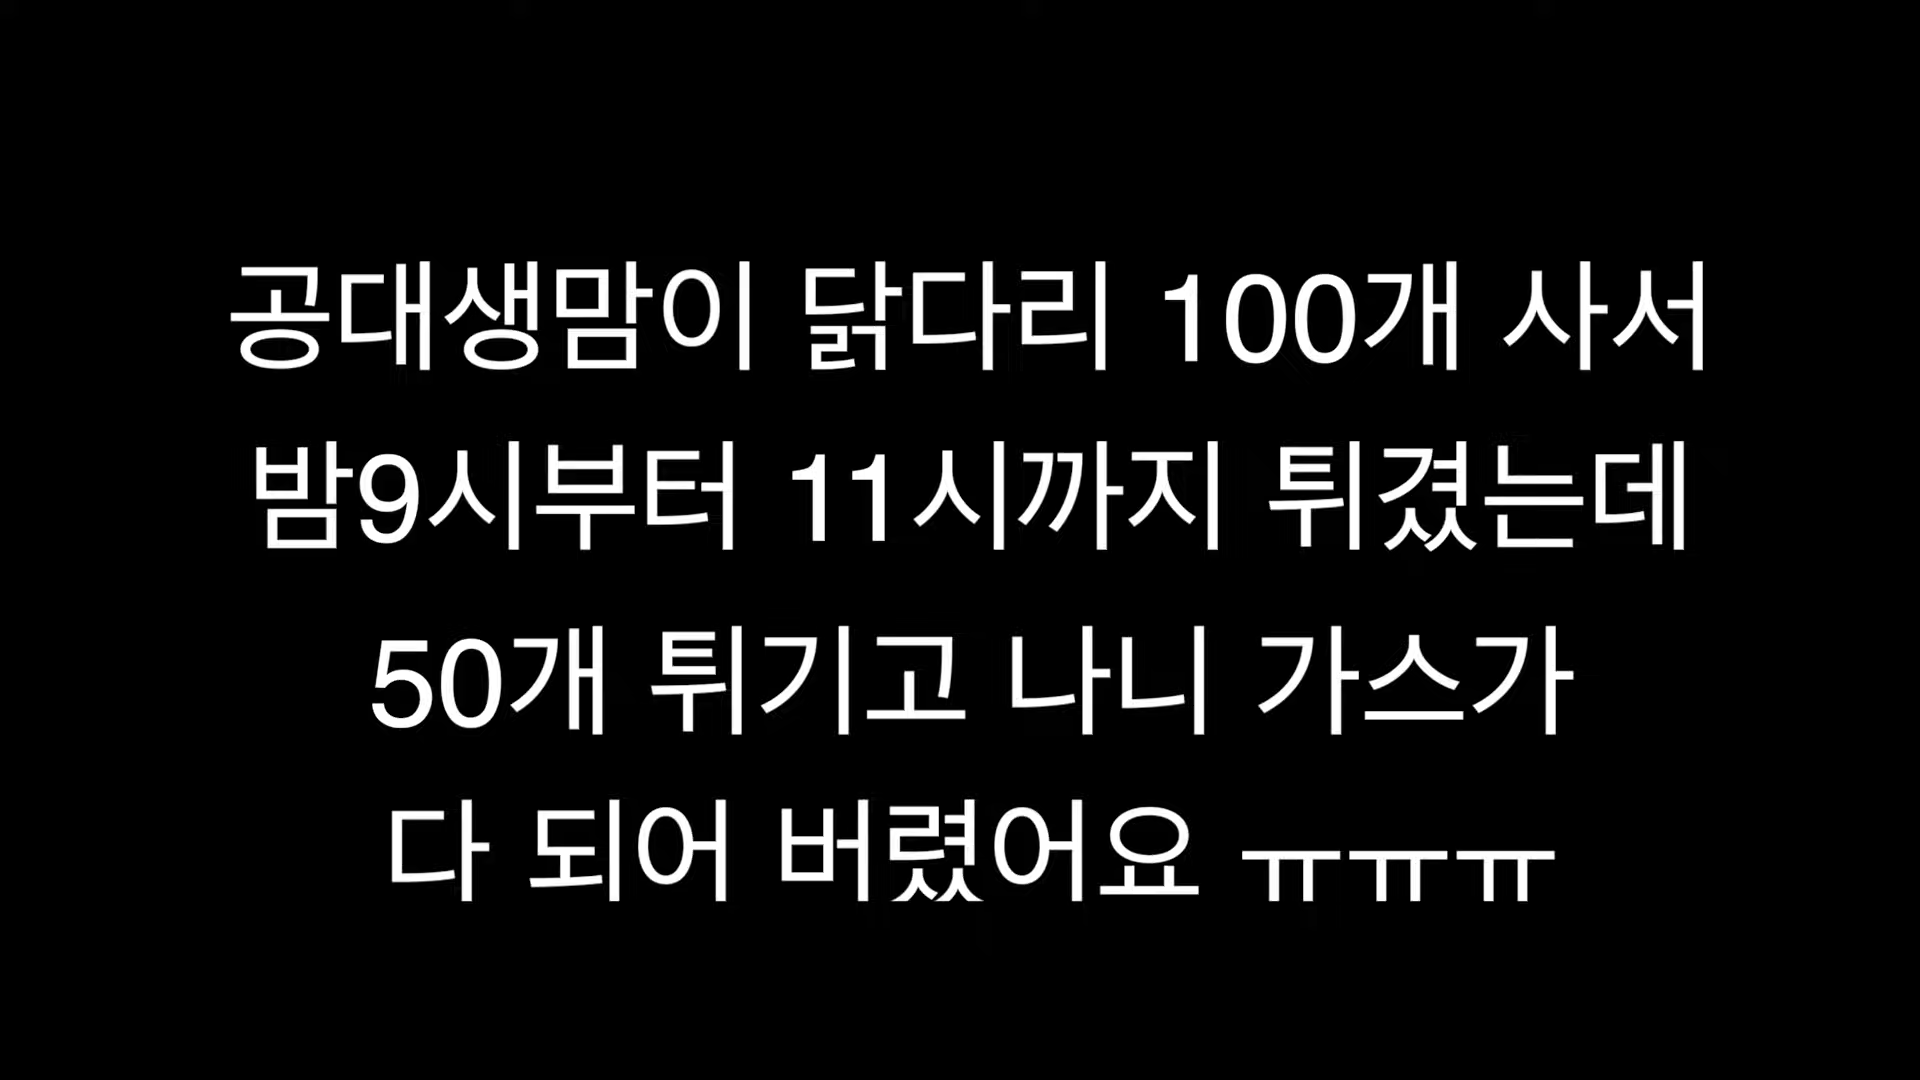 공대생맘이 닭다리 100개 사서
밤9시부터 11시까지 튀겼는데
50개 튀기고 나니 가스가
다 되어 버렸어요 ㅠㅠㅠ